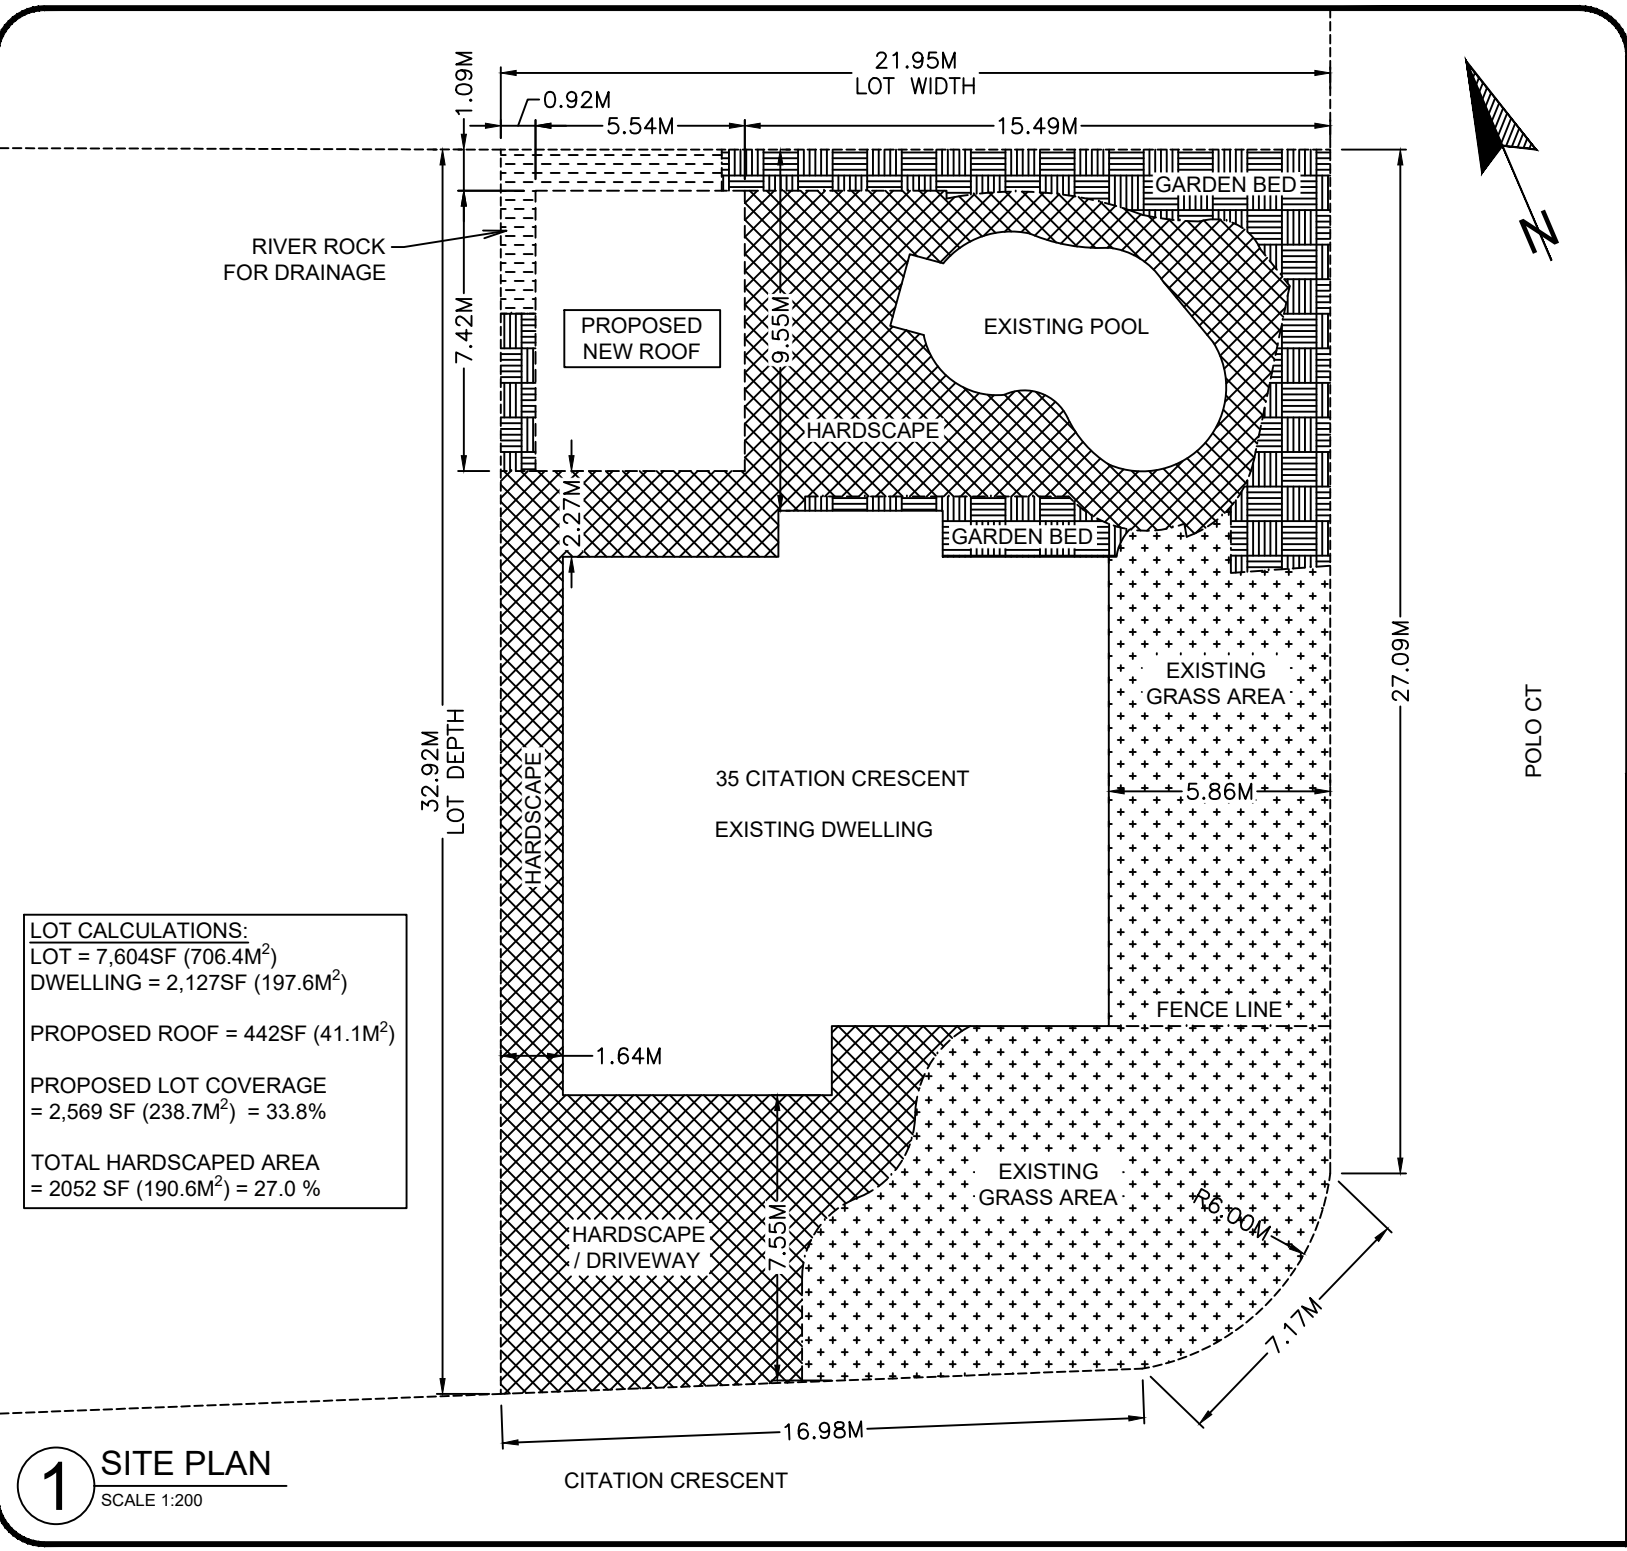 21.95M
LOT WIDTH
1.09M
0.92M
5.54M
15.49M
GARDEN BED
N
RIVER ROCK
FOR DRAINAGE
7.42M
PROPOSED
NEW ROOF
9.55M
EXISTING POOL
HARDSCAPE
2.27M
GARDEN BED
27.09M
EXISTING
GRASS AREA
POLO CT
32.92M
LOT DEPTH
HARDSCAPE
35 CITATION CRESCENT
EXISTING DWELLING
5.86M
LOT CALCULATIONS:
LOT = 7,604SF (706.4M²)
DWELLING = 2,127SF (197.6M²)
PROPOSED ROOF = 442SF (41.1M²)
PROPOSED LOT COVERAGE
= 2,569 SF (238.7M²) = 33.8%
TOTAL HARDSCAPED AREA
= 2052 SF (190.6M²) = 27.0 %
FENCE LINE
1.64M
EXISTING
GRASS AREA
R6.00M
HARDSCAPE
/ DRIVEWAY
7.55M
7.17M
16.98M
CITATION CRESCENT
1
SITE PLAN
SCALE 1:200